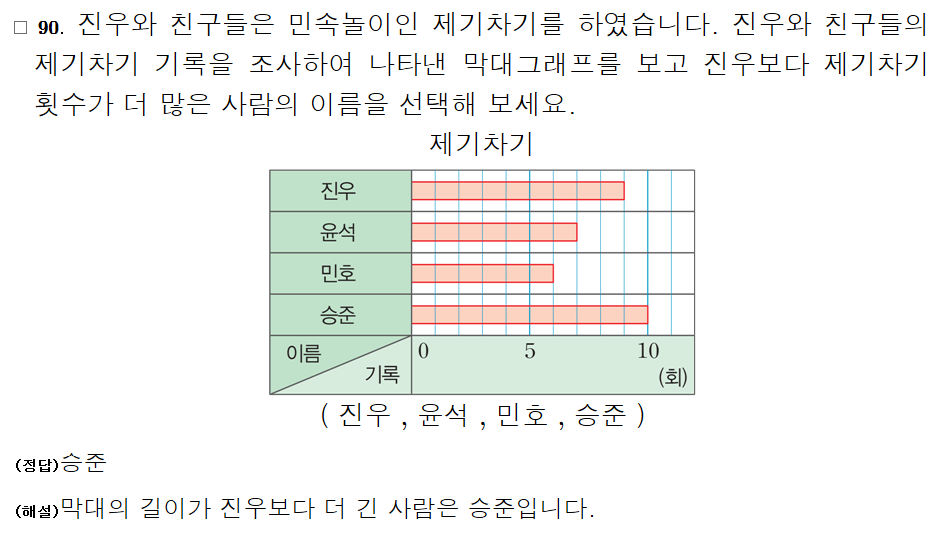 □ 90. 진우와 친구들은 민속놀이인 제기차기를 하였습니다. 진우와 친구들의
제기차기 기록을 조사하여 나타낸 막대그래프를 보고 진우보다 제기차기
횟수가 더 많은 사람의 이름을 선택해 보세요.
제기차기
진우
윤석
민호
승준
이름 0 5 10
기록 (회)
( 진우 , 윤석 , 민호 , 승준 )
(정답)승준
(해설)막대의 길이가 진우보다 더 긴 사람은 승준입니다.